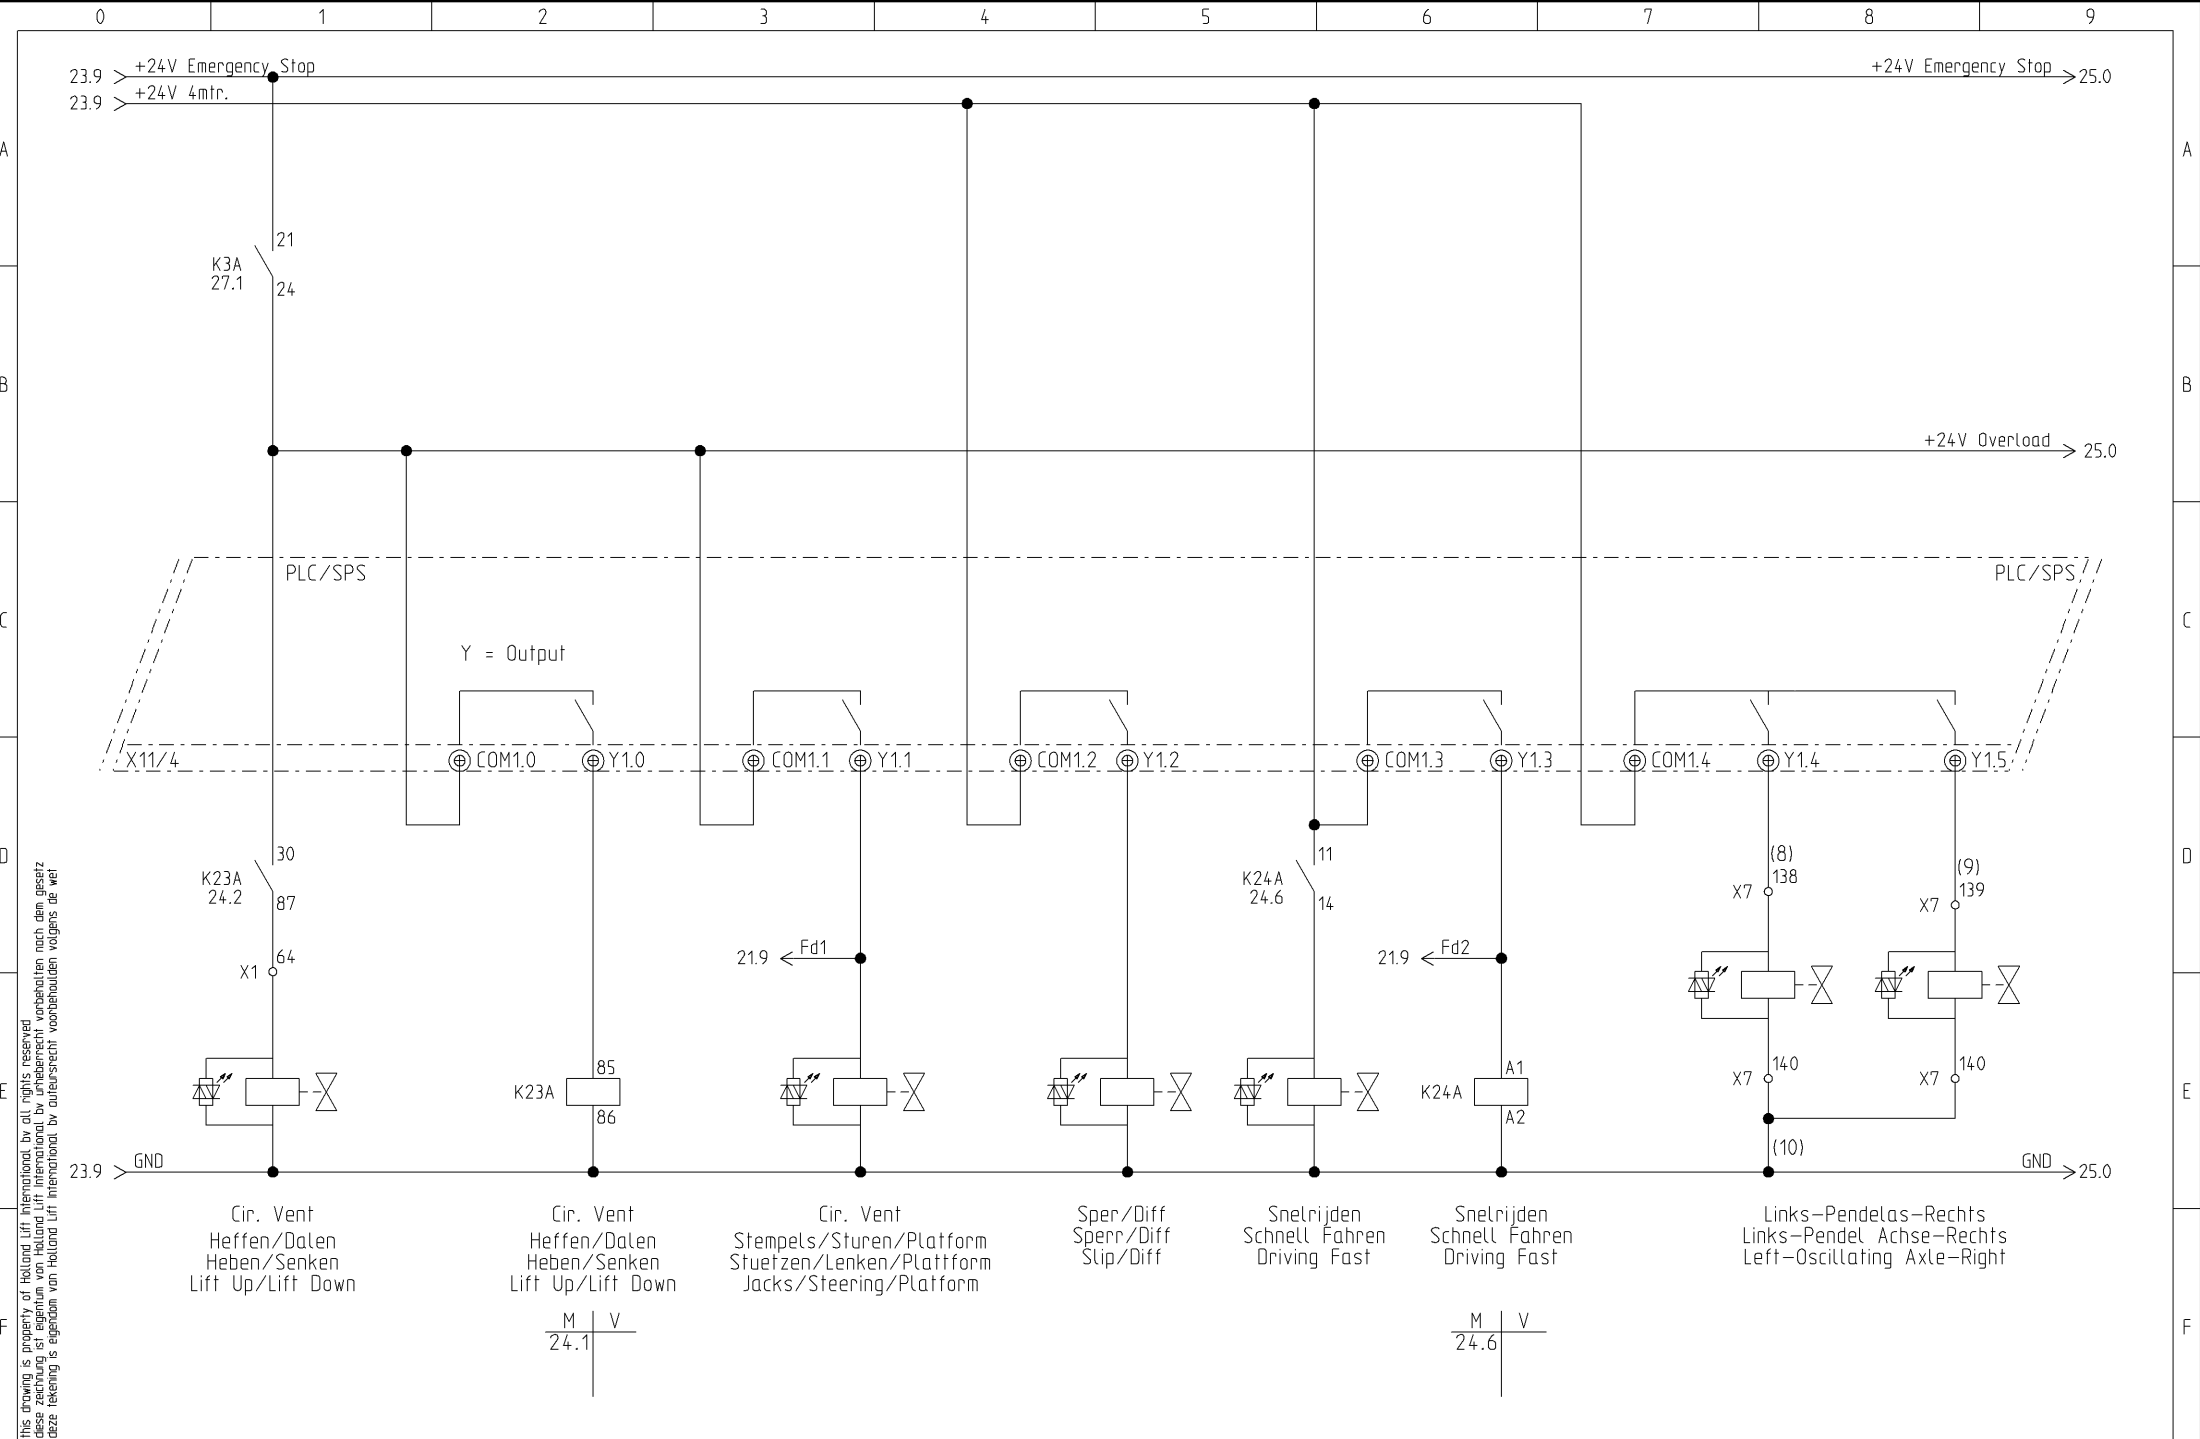 0 1 2 3 4 5 6 7 8 9
23.9 +24V Emergency Stop +24V Emergency Stop 25.0
23.9 +24V 4mtr.
A A
21
K3A
27.1
24
B B
+24V Overload 25.0
PLC/SPS PLC/SPS
C C
Y = Output
X11/4 COM1.0 Y1.0 COM1.1 Y1.1 COM1.2 Y1.2 COM1.3 Y1.3 COM1.4 Y1.4 Y1.5
D D
30
K23A
24.2
87
64
X1
11
K24A
24.6
14
(8)
138
X7
(9)
139
X7
21.9 Fd1
21.9 Fd2
E E
85
K23A
86
A1
K24A
A2
140
X7
140
X7
(10)
23.9 GND GND 25.0
Cir. Vent
Heffen/Dalen
Heben/Senken
Lift Up/Lift Down
Cir. Vent
Heffen/Dalen
Heben/Senken
Lift Up/Lift Down
Cir. Vent
Stempels/Sturen/Platform
Stuetzen/Lenken/Plattform
Jacks/Steering/Platform
Sper/Diff
Sperr/Diff
Slip/Diff
Snelrijden
Schnell Fahren
Driving Fast
Snelrijden
Schnell Fahren
Driving Fast
Links-Pendelas-Rechts
Links-Pendel Achse-Rechts
Left-Oscillating Axle-Right
F F
M V
24.1
M V
24.6
this drawing is property of Holland Lift International bv all rights reserved
diese zeichnung ist eigentum von Holland Lift International bv urheberrecht vorbehalten nach dem gesetz
deze tekening is eigendom van Holland Lift International bv auteursrecht voorbehouden volgens de wet